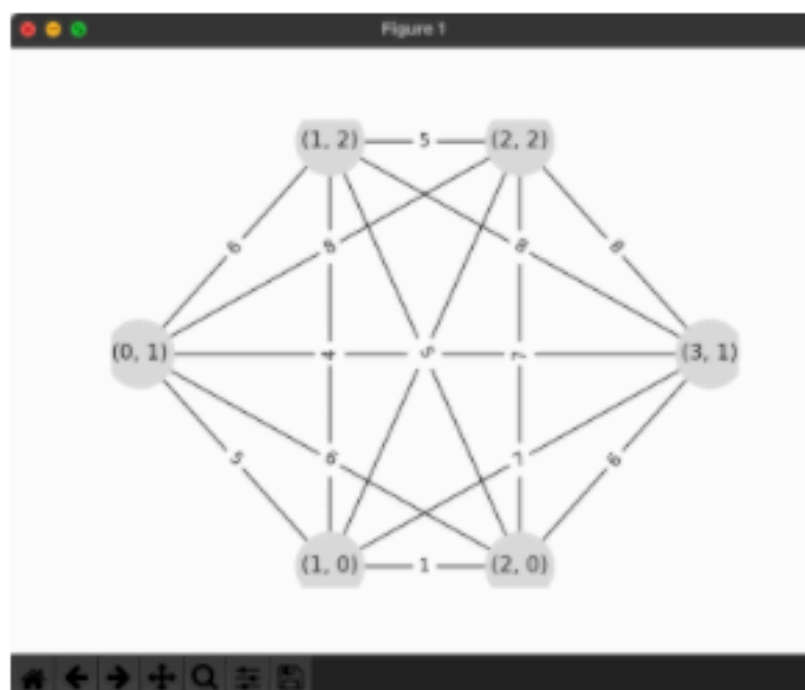 Figure 1
(1, 2) 5 (2, 2)
6 8 8 8
(0, 1) 4 5 7 (3, 1)
5 6 7 6
(1, 0) 1 (2, 0)